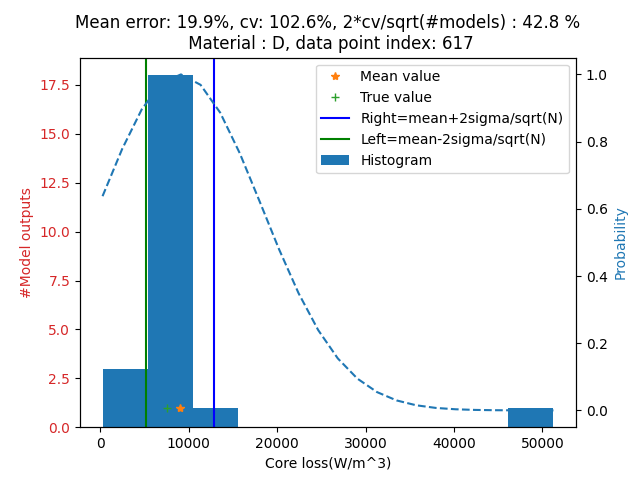 Mean error: 19.9%, cv: 102.6%, 2*cv/sqrt(#models) : 42.8 %
Material : D, data point index: 617
Mean value
True value
Right=mean+2sigma/sqrt(N)
Left=mean-2sigma/sqrt(N)
Histogram
17.5
15.0
12.5
10.0
7.5
5.0
2.5
0.0
#Model outputs
1.0
0.8
0.6
0.4
0.2
0.0
Probability
0 10000 20000 30000 40000 50000
Core loss(W/m^3)